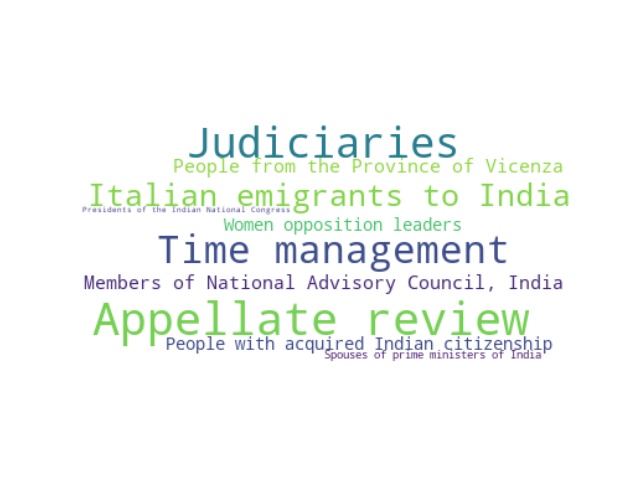 Judiciaries
People from the Province of Vicenza
Italian emigrants to India
Presidents of the Indian National Congress
Women opposition leaders
Time management
Members of National Advisory Council, India
Appellate review
People with acquired Indian citizenship
Spouses of prime ministers of India